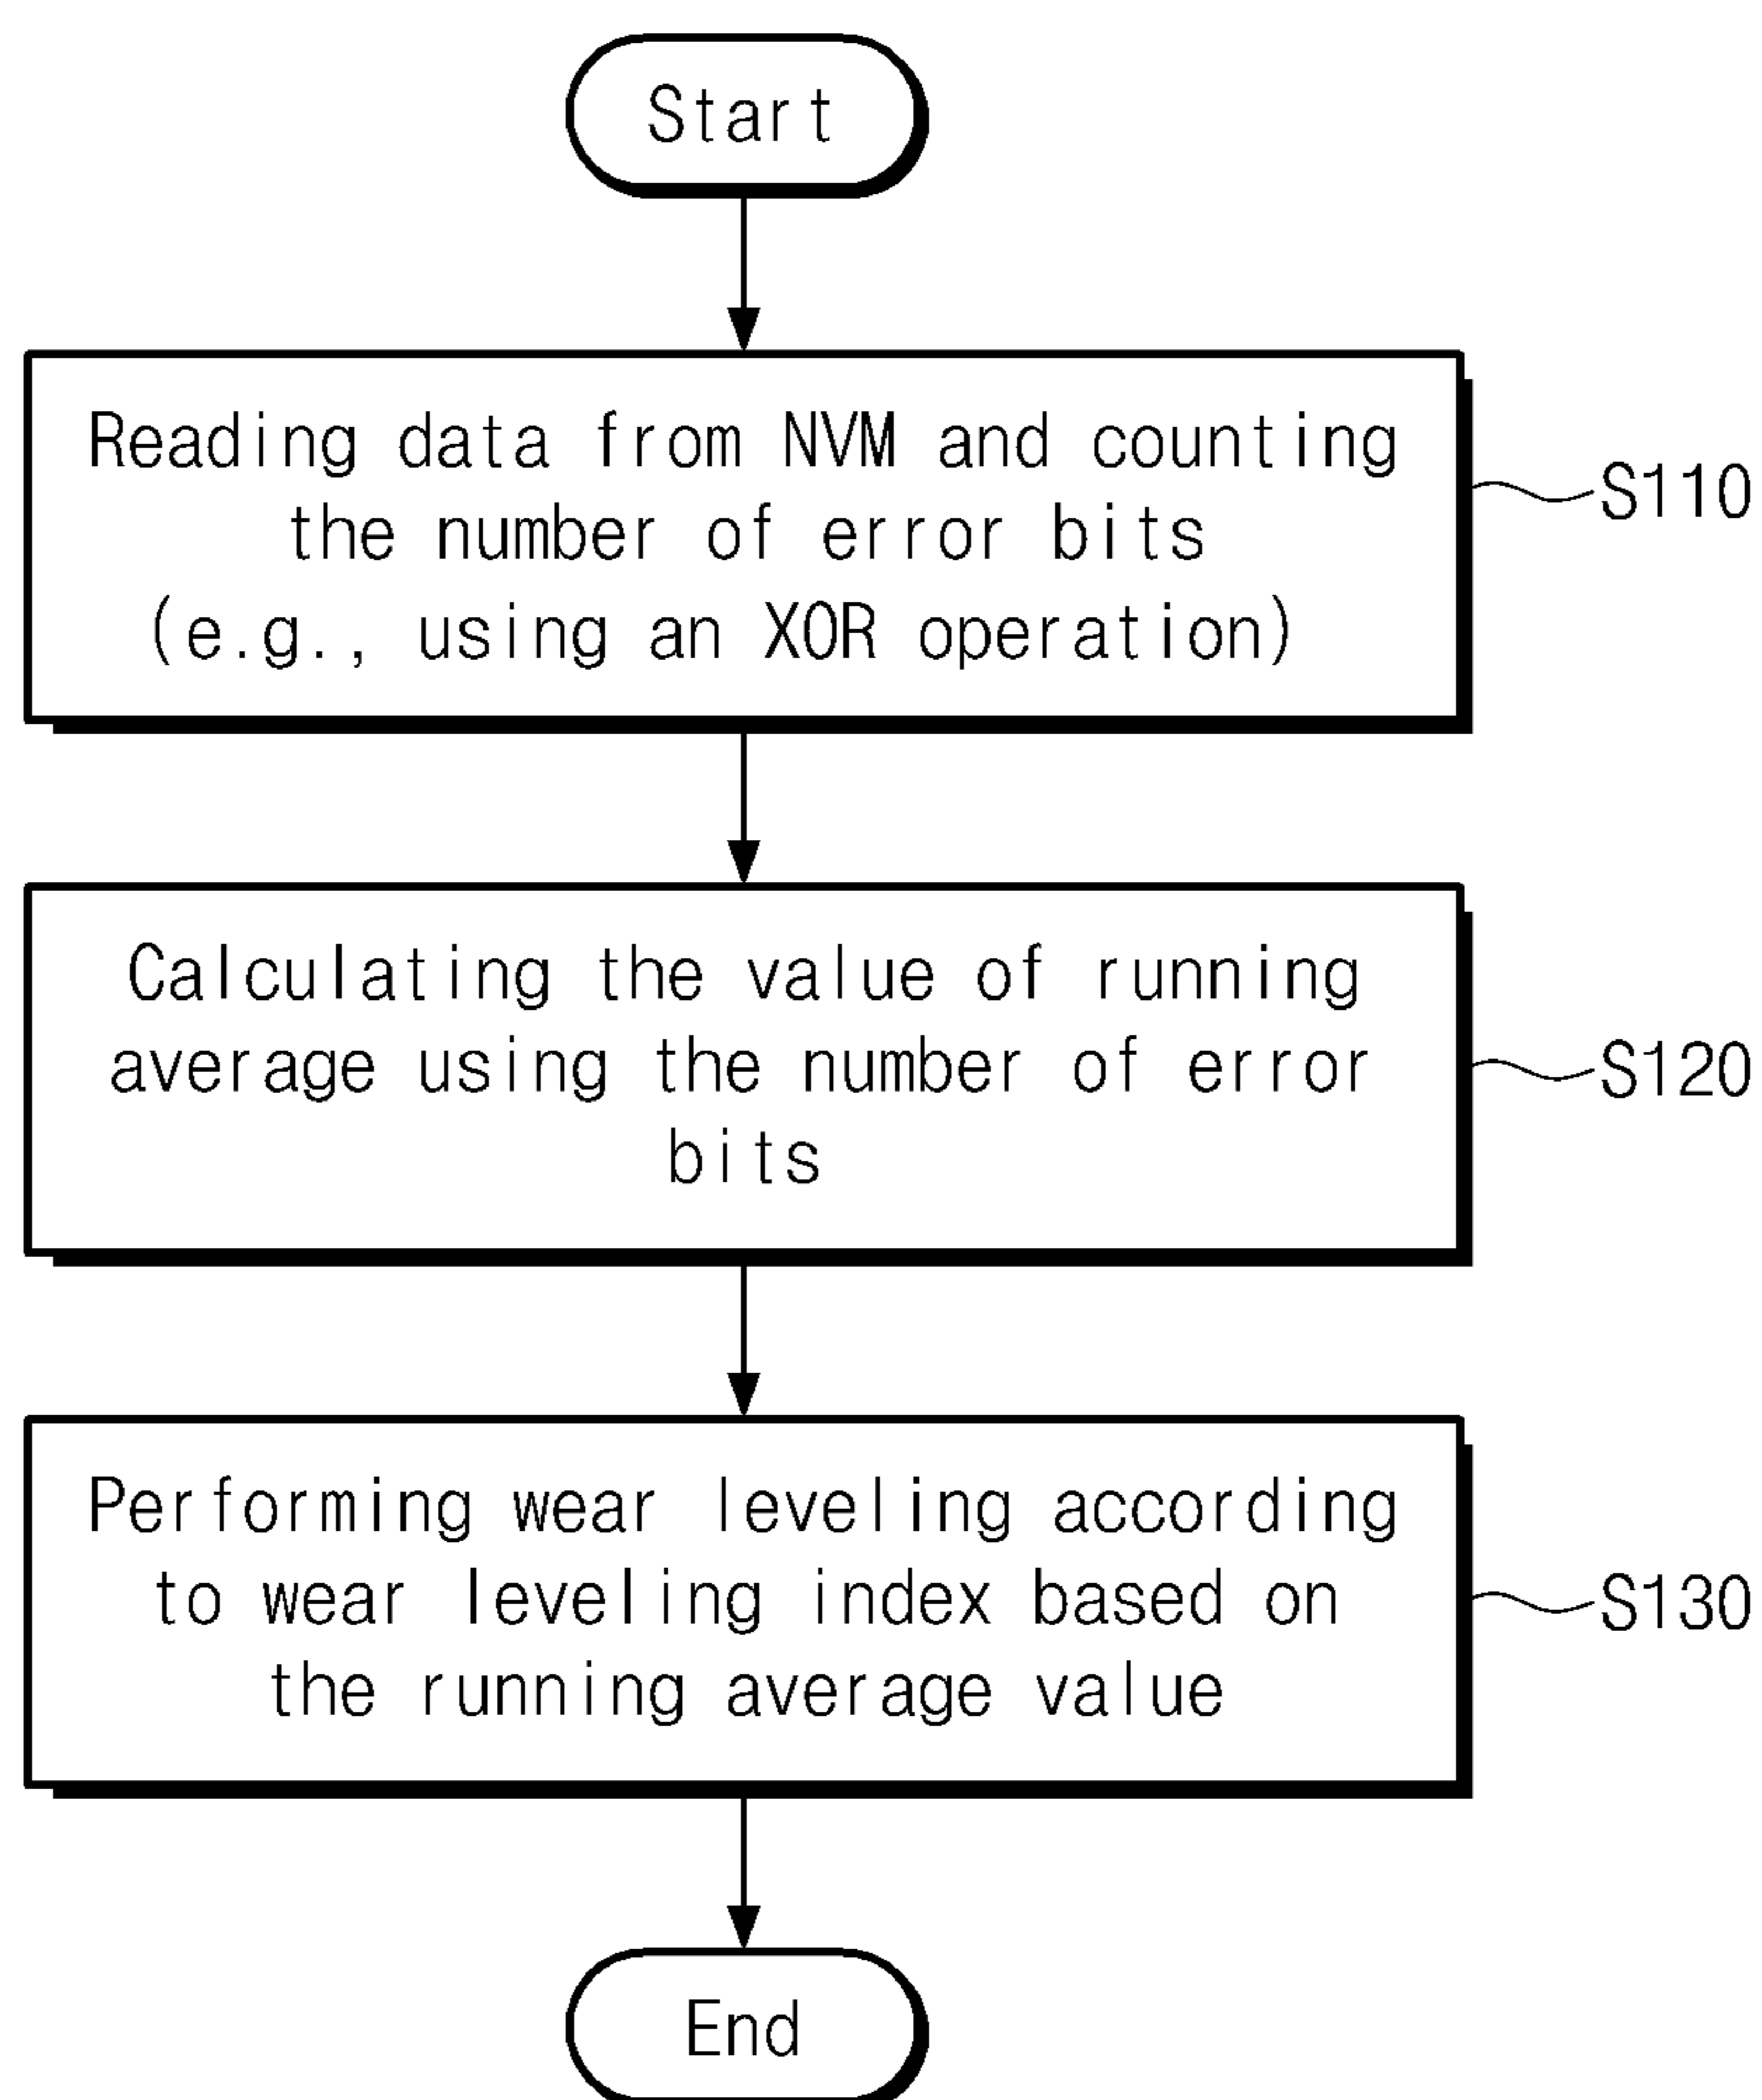 Start
Reading data from NVM and counting
the number of error bits
(e.g., using an XOR operation)
S110
Calculating the value of running
average using the number of error
bits
S120
Performing wear leveling according
to wear leveling index based on
the running average value
S130
End